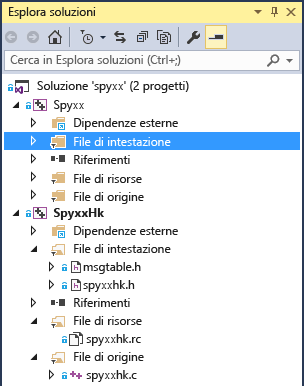 Esplora soluzioni
Cerca in Esplora soluzioni (Ctrl+;)
Soluzione 'spyxx' (2 progetti)
Spyxx
Dipendenze esterne
File di intestazione
Riferimenti
File di risorse
File di origine
SpyxxHk
Dipendenze esterne
File di intestazione
msgtable.h
spyxxhk.h
Riferimenti
File di risorse
spyxxhk.rc
File di origine
spyxxhk.c